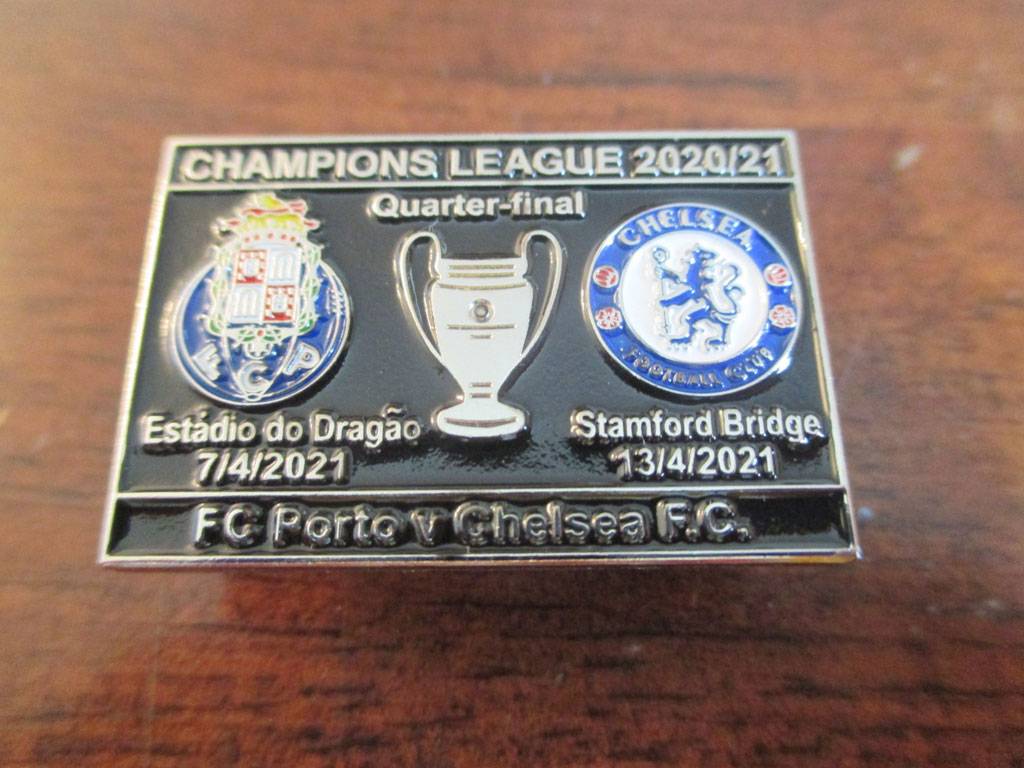 CHAMPIONS LEAGUE 2020/21
Quarter-final
FCP
CHELSEA
FOOTBALL CLUB
Estádio do Dragão
7/4/2021
Stamford Bridge
13/4/2021
FC Porto v Chelsea F.C.